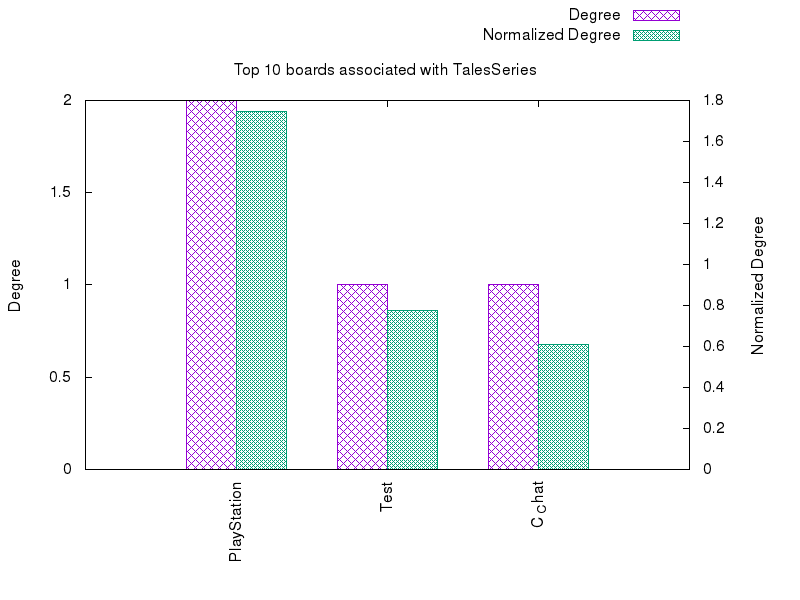 Degree
Normalized Degree
Top 10 boards associated with TalesSeries
2
1.5
1
0.5
0
1.8
1.6
1.4
1.2
1
0.8
0.6
0.4
0.2
0
Degree
Normalized Degree
PlayStation
Test
C_Chat